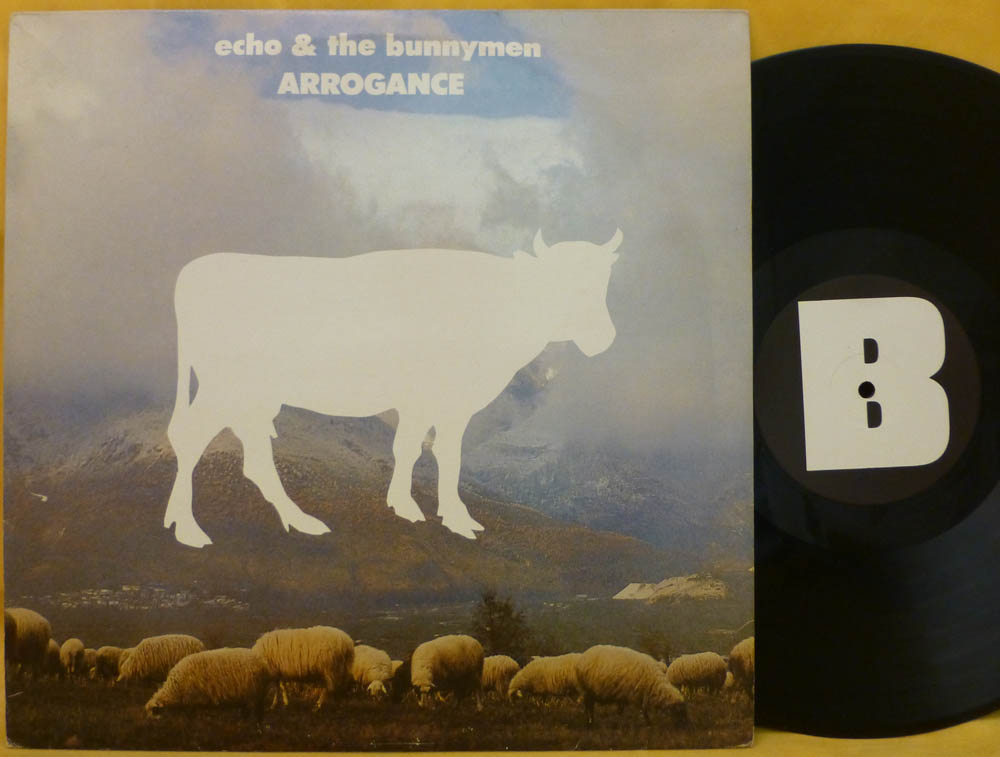 echo & the bunnymen
ARROGANCE
B